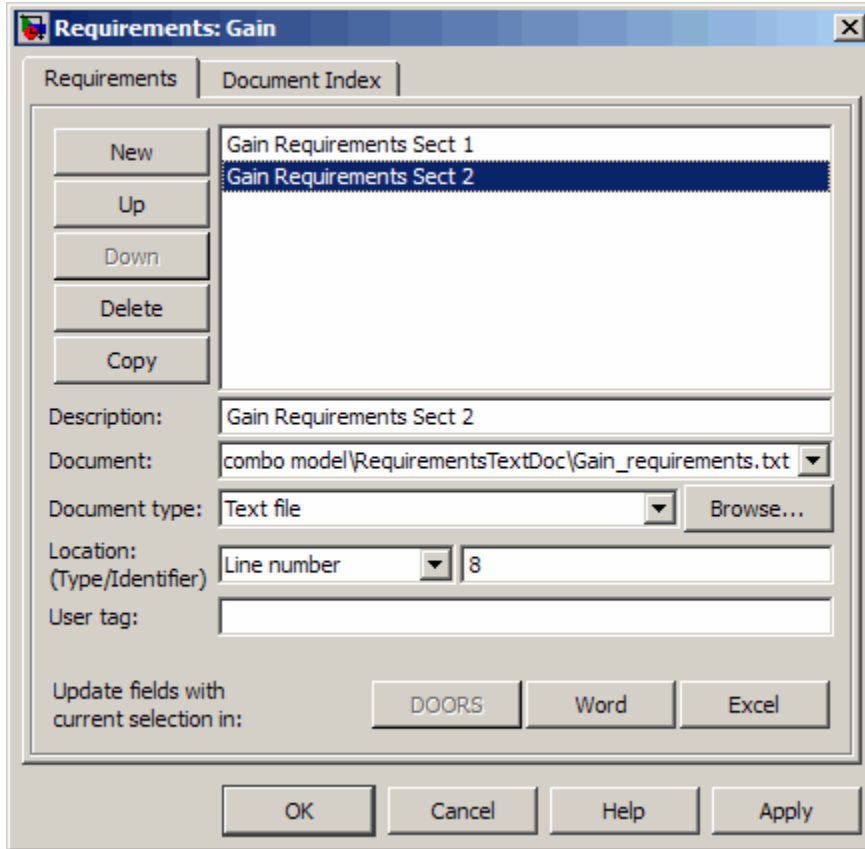 Requirements: Gain
Requirements Document Index
New
Up
Down
Delete
Copy
Gain Requirements Sect 1
Gain Requirements Sect 2
Description: Gain Requirements Sect 2
Document: combo model\RequirementsTextDoc\Gain_requirements.txt
Document type: Text file Browse...
Location:
(Type/Identifier) Line number 8
User tag:
Update fields with
current selection in: DOORS Word Excel
OK Cancel Help Apply